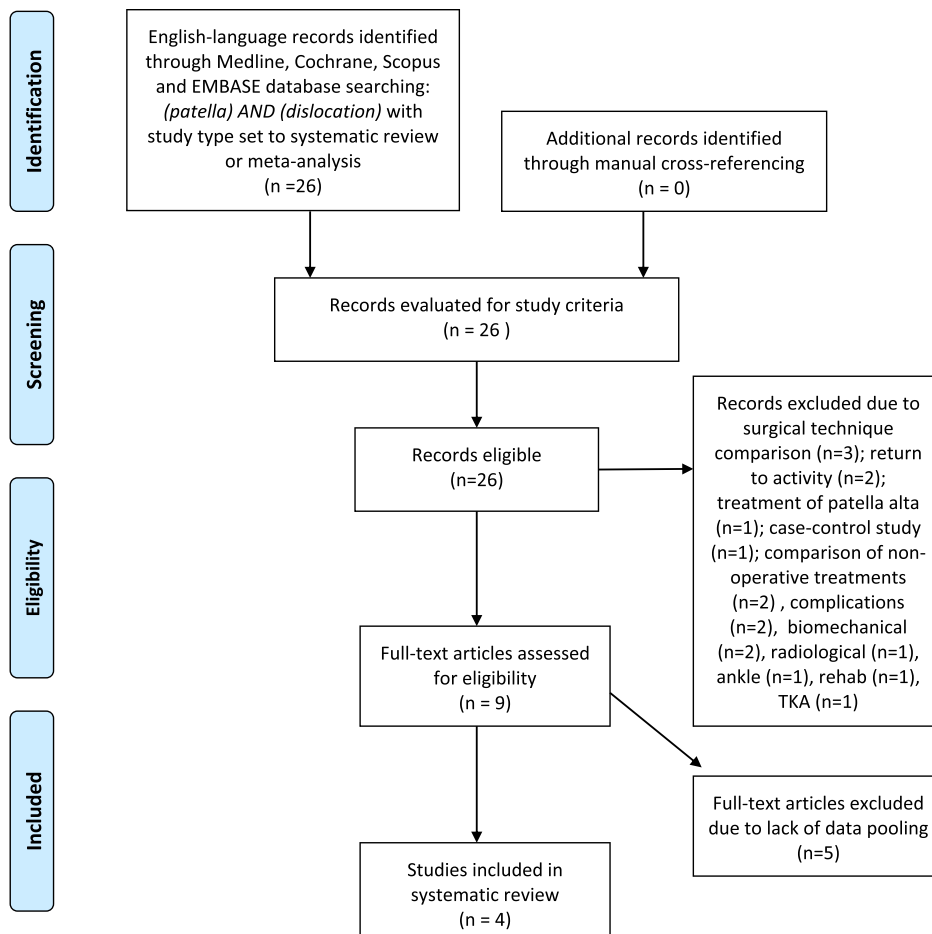 Identification
English-language records identified
through Medline, Cochrane, Scopus
and EMBASE database searching:
(patella) AND (dislocation) with
study type set to systematic review
or meta-analysis
(n =26)
Additional records identified
through manual cross-referencing
(n = 0)
Screening
Records evaluated for study criteria
(n = 26 )
Records eligible
(n=26)
Records excluded due to
surgical technique
comparison (n=3); return
to activity (n=2);
treatment of patella alta
(n=1); case-control study
(n=1); comparison of non-
operative treatments
(n=2) , complications
(n=2), biomechanical
(n=2), radiological (n=1),
ankle (n=1), rehab (n=1),
TKA (n=1)
Eligibility
Full-text articles assessed
for eligibility
(n = 9)
Full-text articles excluded
due to lack of data pooling
(n=5)
Included
Studies included in
systematic review
(n = 4)